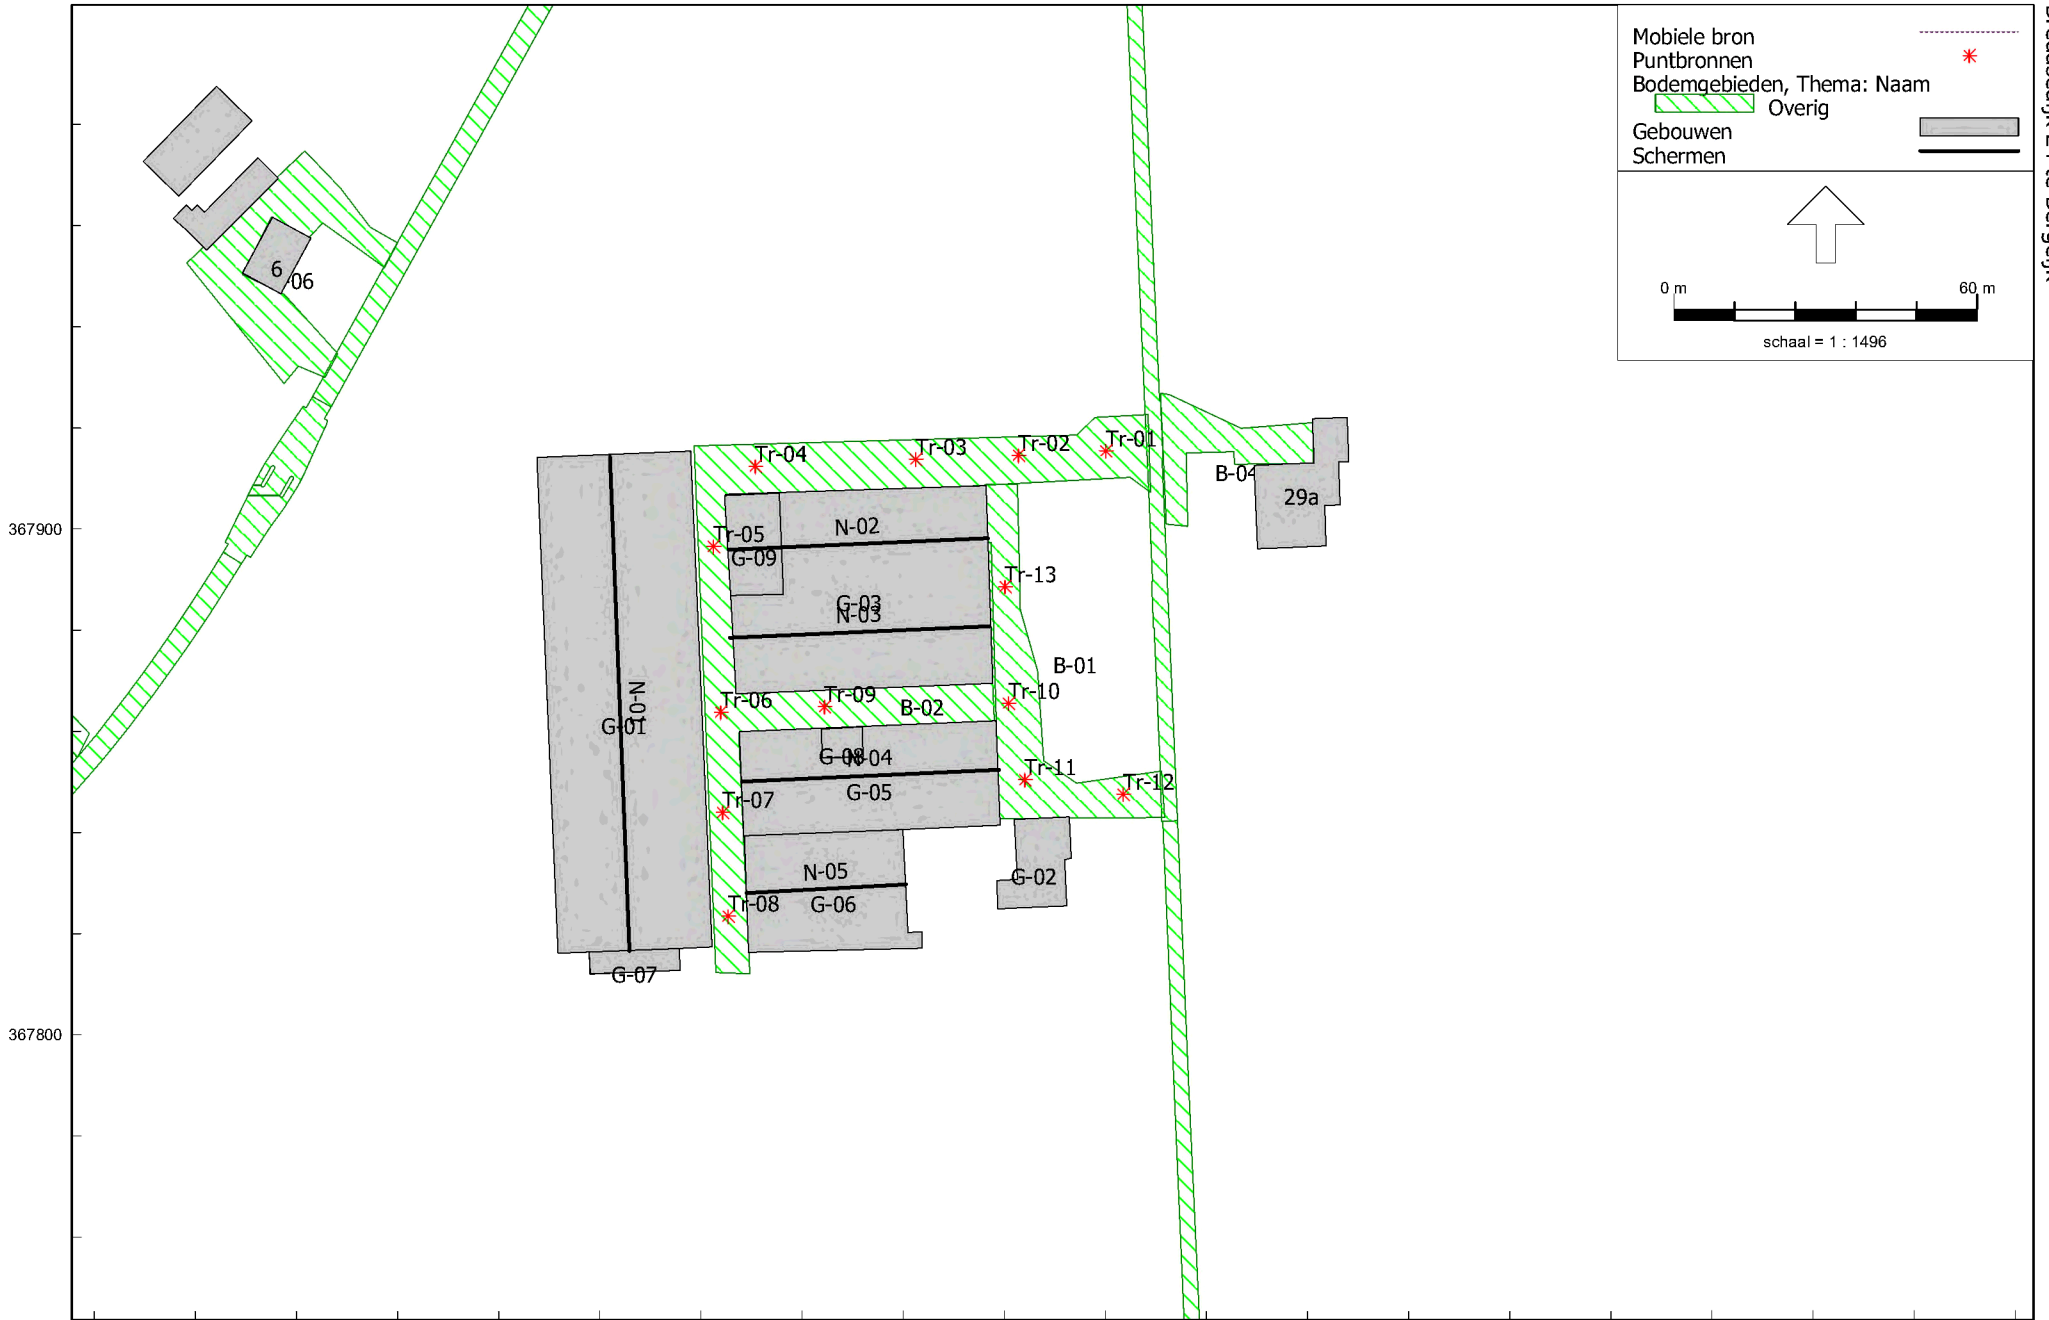 Mobiele bron
Puntbronnen
Bodemgebieden, Thema: Naam
Overig
Gebouwen
Schermen
0 m 60 m
schaal = 1 : 1496
6
06
Tr-04
Tr-03
Tr-02
Tr-01
B-04
29a
367900
Tr-05
N-02
G-09
Tr-13
G-03
N-03
B-01
N-01
G-01
Tr-06
Tr-09
B-02
Tr-10
G-08
N-04
Tr-11
Tr-12
G-05
Tr-07
N-05
G-02
Tr-08
G-06
G-07
367800